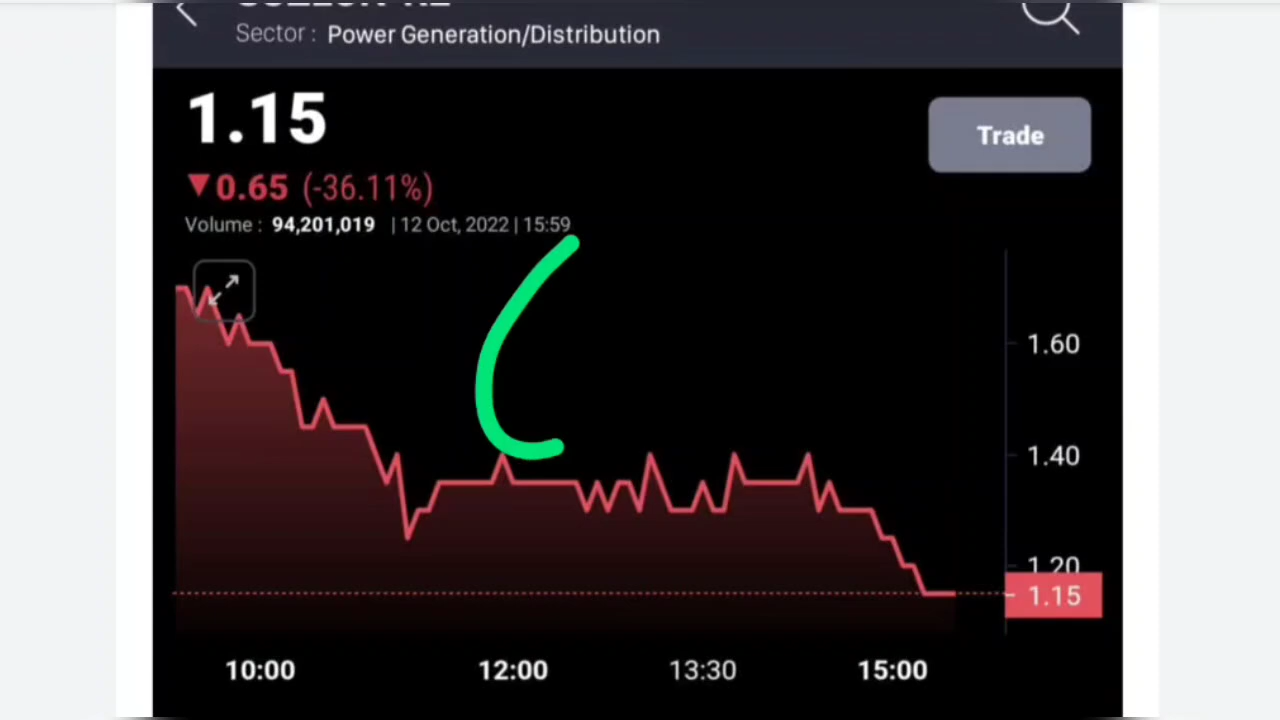 Sector : Power Generation/Distribution
1.15
Trade
▼0.65 (-36.11%)
Volume : 94,201,019 | 12 Oct, 2022 | 15:59
1.60
1.40
1.20
1.15
10:00 12:00 13:30 15:00